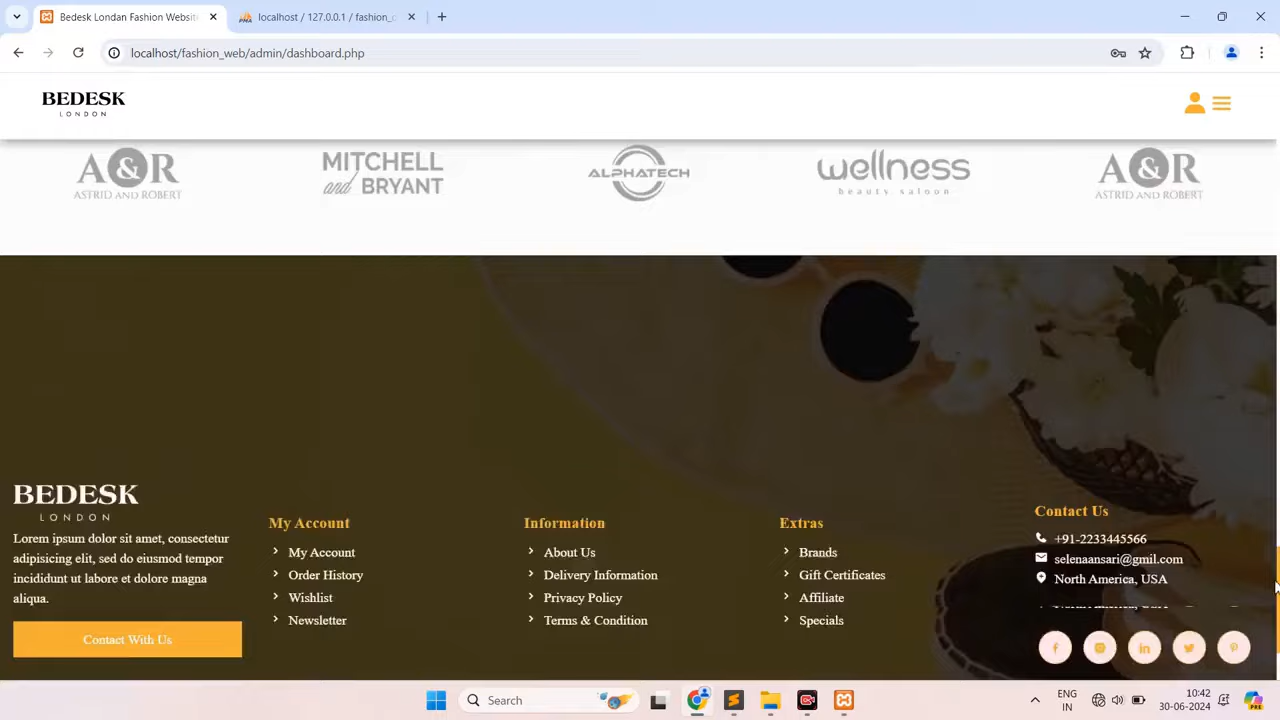 Bedesk Londan Fashion Websit
localhost / 127.0.0.1 / fashion_c
localhost/fashion_web/admin/dashboard.php
BEDESK
LONDON
A&R
ASTRID AND ROBERT
MITCHELL
and BRYANT
ALPHATECH
wellness
beauty saloon
A&R
ASTRID AND ROBERT
BEDESK
LONDON
Lorem ipsum dolor sit amet, consectetur
adipisicing elit, sed do eiusmod tempor
incididunt ut labore et dolore magna
aliqua.
Contact With Us
My Account
My Account
Order History
Wishlist
Newsletter
Information
About Us
Delivery Information
Privacy Policy
Terms & Condition
Extras
Brands
Gift Certificates
Affiliate
Specials
Contact Us
+91-2233445566
selenaansari@gmil.com
North America, USA
Search
ENG
IN
10:42
30-06-2024